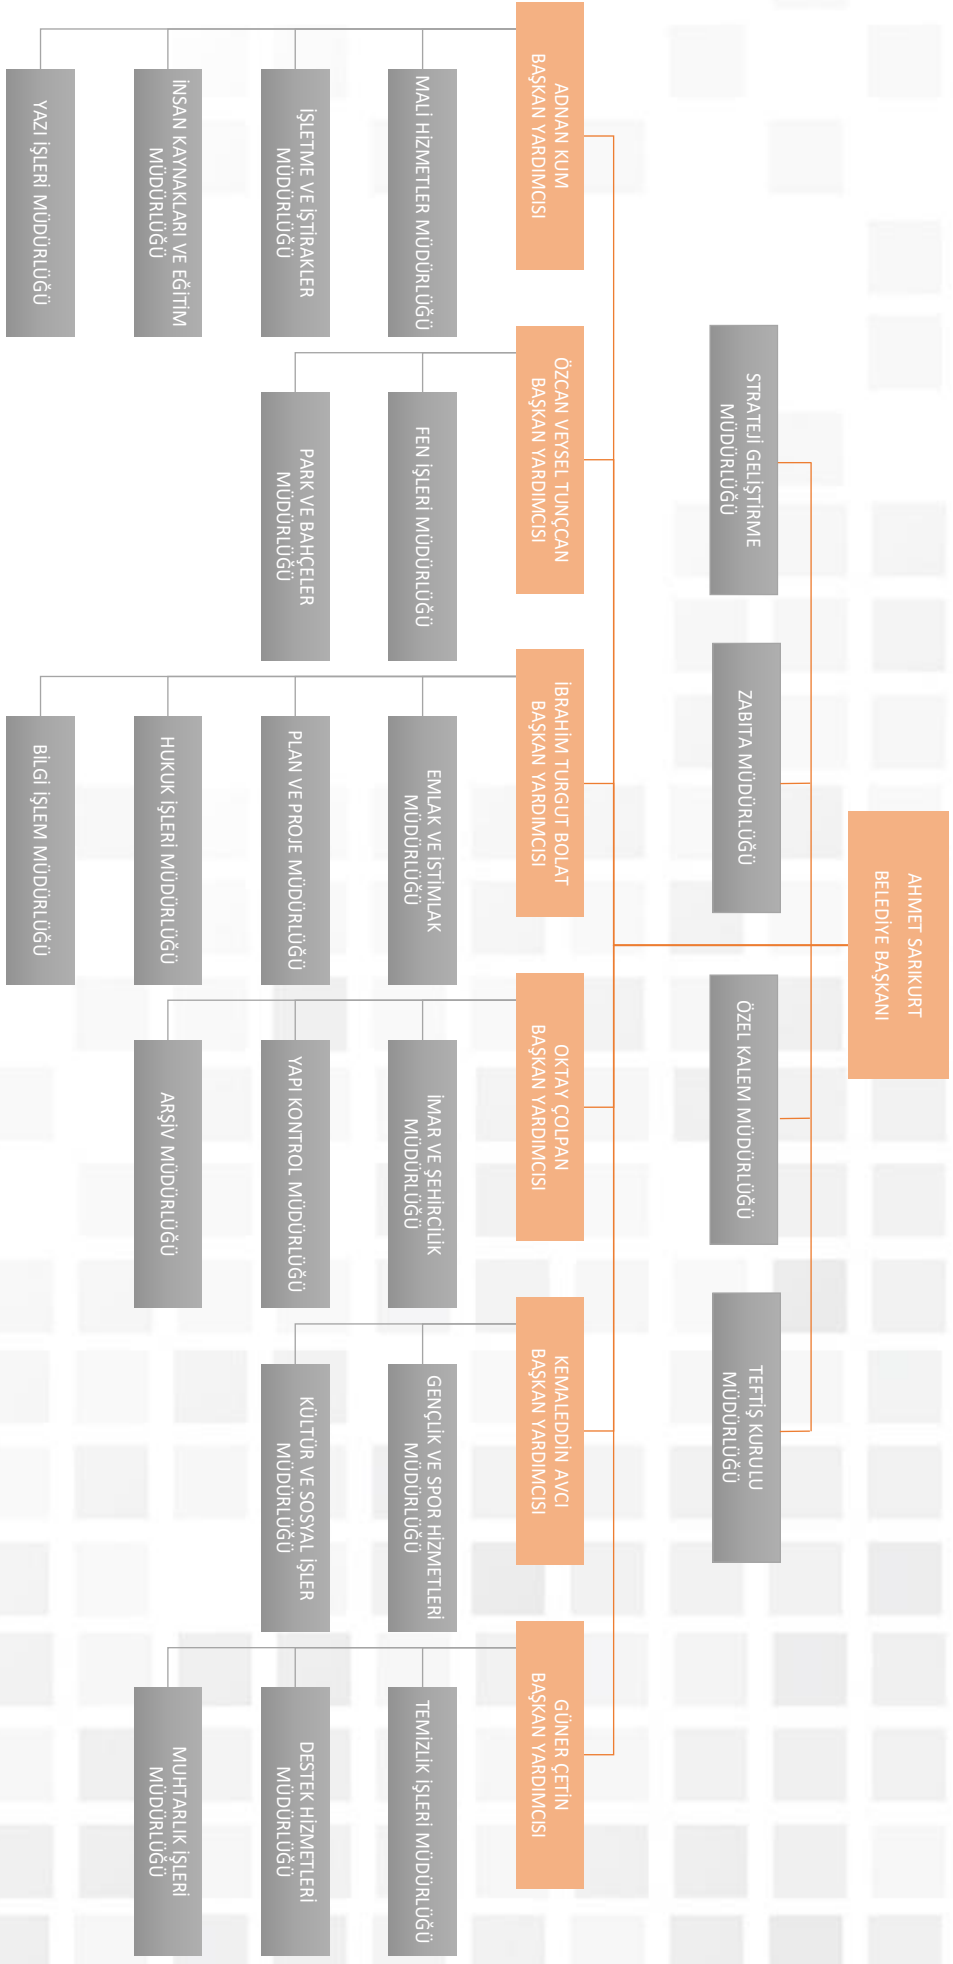 AHMET SARIKURT
BELEDİYE BAŞKANI
STRATEJİ GELİŞTİRME
MÜDÜRLÜĞÜ
ZABITA MÜDÜRLÜĞÜ
ÖZEL KALEM MÜDÜRLÜĞÜ
TEFTİŞ KURULU
MÜDÜRLÜĞÜ
ADNAN KUM
BAŞKAN YARDIMCISI
MALİ HİZMETLER MÜDÜRLÜĞÜ
İŞLETME VE İŞTİRAKLER
MÜDÜRLÜĞÜ
İNSAN KAYNAKLARI VE EĞİTİM
MÜDÜRLÜĞÜ
YAZI İŞLERİ MÜDÜRLÜĞÜ
ÖZCAN VEYSEL TUNÇCAN
BAŞKAN YARDIMCISI
FEN İŞLERİ MÜDÜRLÜĞÜ
PARK VE BAHÇELER
MÜDÜRLÜĞÜ
İBRAHİM TURGUT BOLAT
BAŞKAN YARDIMCISI
EMLAK VE İSTİMLAK
MÜDÜRLÜĞÜ
PLAN VE PROJE MÜDÜRLÜĞÜ
HUKUK İŞLERİ MÜDÜRLÜĞÜ
BİLGİ İŞLEM MÜDÜRLÜĞÜ
OKTAY ÇOLPAN
BAŞKAN YARDIMCISI
İMAR VE ŞEHİRCİLİK
MÜDÜRLÜĞÜ
YAPI KONTROL MÜDÜRLÜĞÜ
ARŞİV MÜDÜRLÜĞÜ
KEMALEDDİN AVCI
BAŞKAN YARDIMCISI
GENÇLİK VE SPOR HİZMETLERİ
MÜDÜRLÜĞÜ
KÜLTÜR VE SOSYAL İŞLER
MÜDÜRLÜĞÜ
GÜNER ÇETİN
BAŞKAN YARDIMCISI
TEMİZLİK İŞLERİ MÜDÜRLÜĞÜ
DESTEK HİZMETLERİ
MÜDÜRLÜĞÜ
MUHTARLIK İŞLERİ
MÜDÜRLÜĞÜ